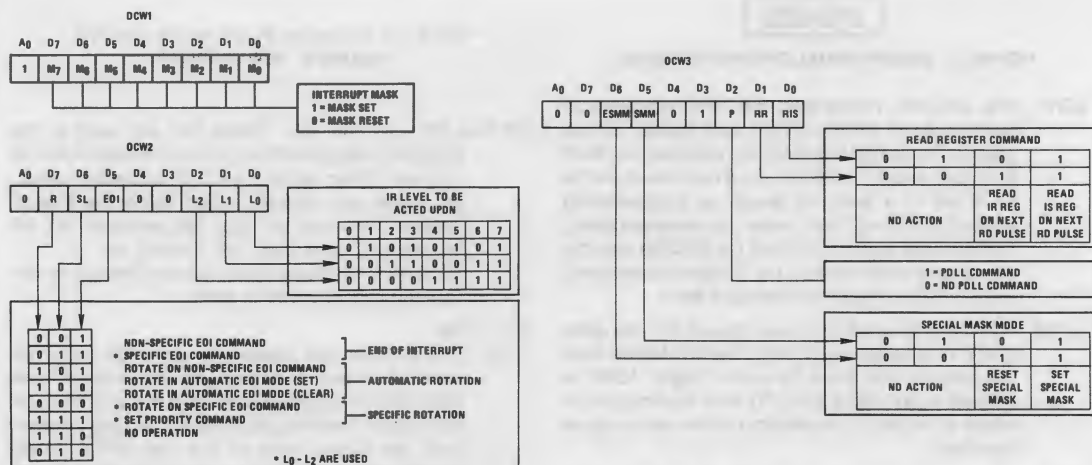 OCW1
A0 D7 D6 D5 D4 D3 D2 D1 D0
1 M7 M6 M5 M4 M3 M2 M1 M0
INTERRUPT MASK
1 = MASK SET
0 = MASK RESET
OCW2
A0 D7 D6 D5 D4 D3 D2 D1 D0
0 R SL EOI 0 0 L2 L1 L0
IR LEVEL TO BE
ACTED UPON
0 1 2 3 4 5 6 7
0 1 0 1 0 1 0 1
0 0 1 1 0 0 1 1
0 0 0 0 1 1 1 1
0 0 1 NON-SPECIFIC EOI COMMAND
0 1 1 * SPECIFIC EOI COMMAND
END OF INTERRUPT
1 0 1 ROTATE ON NON-SPECIFIC EOI COMMAND
1 0 0 ROTATE IN AUTOMATIC EOI MODE (SET)
0 0 0 ROTATE IN AUTOMATIC EOI MODE (CLEAR)
AUTOMATIC ROTATION
1 1 1 * ROTATE ON SPECIFIC EOI COMMAND
1 1 0 * SET PRIORITY COMMAND
SPECIFIC ROTATION
0 1 0 NO OPERATION
* L0 - L2 ARE USED
OCW3
A0 D7 D6 D5 D4 D3 D2 D1 D0
0 0 ESMM SMM 0 1 P RR RIS
READ REGISTER COMMAND
0 1 0 1
0 0 1 1
NO ACTION
READ IR REG ON NEXT RD PULSE
READ IS REG ON NEXT RD PULSE
1 = POLL COMMAND
0 = NO POLL COMMAND
SPECIAL MASK MODE
0 1 0 1
0 0 1 1
NO ACTION
RESET SPECIAL MASK
SET SPECIAL MASK